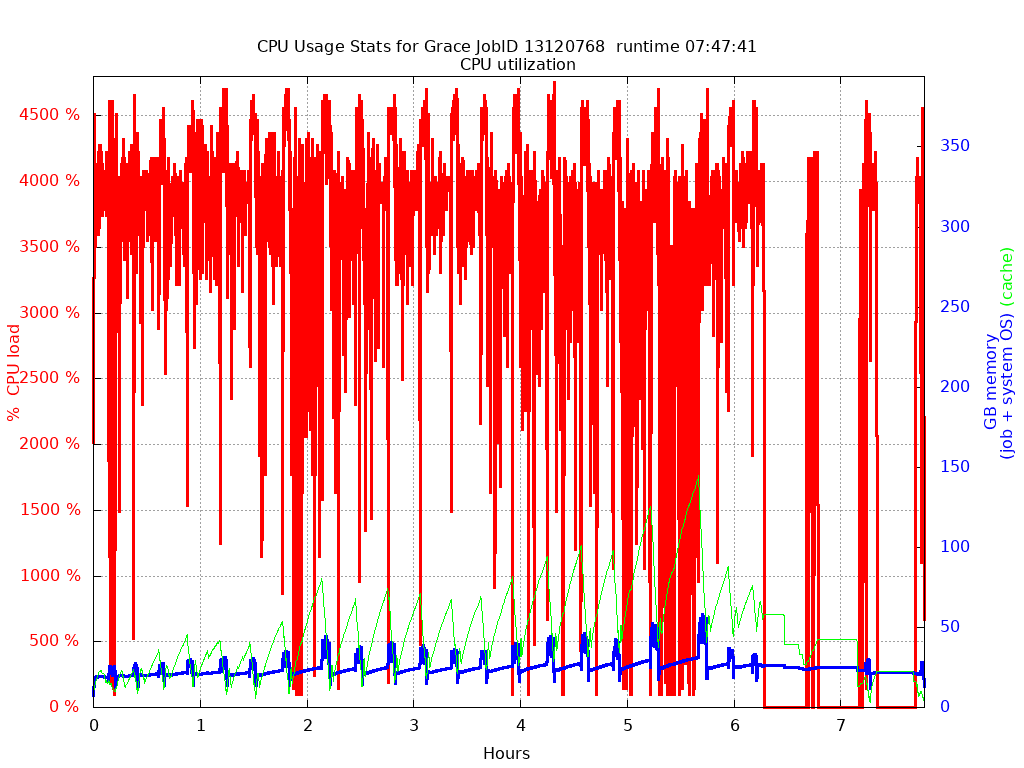 CPU Usage Stats for Grace JobID 13120768  runtime 07:47:41
CPU utilization
4500 %
4000 %
3500 %
3000 %
2500 %
2000 %
1500 %
1000 %
500 %
0 %
%  CPU load
350
300
250
200
150
100
50
0
GB memory
(job + system OS) (cache)
0 1 2 3 4 5 6 7
Hours